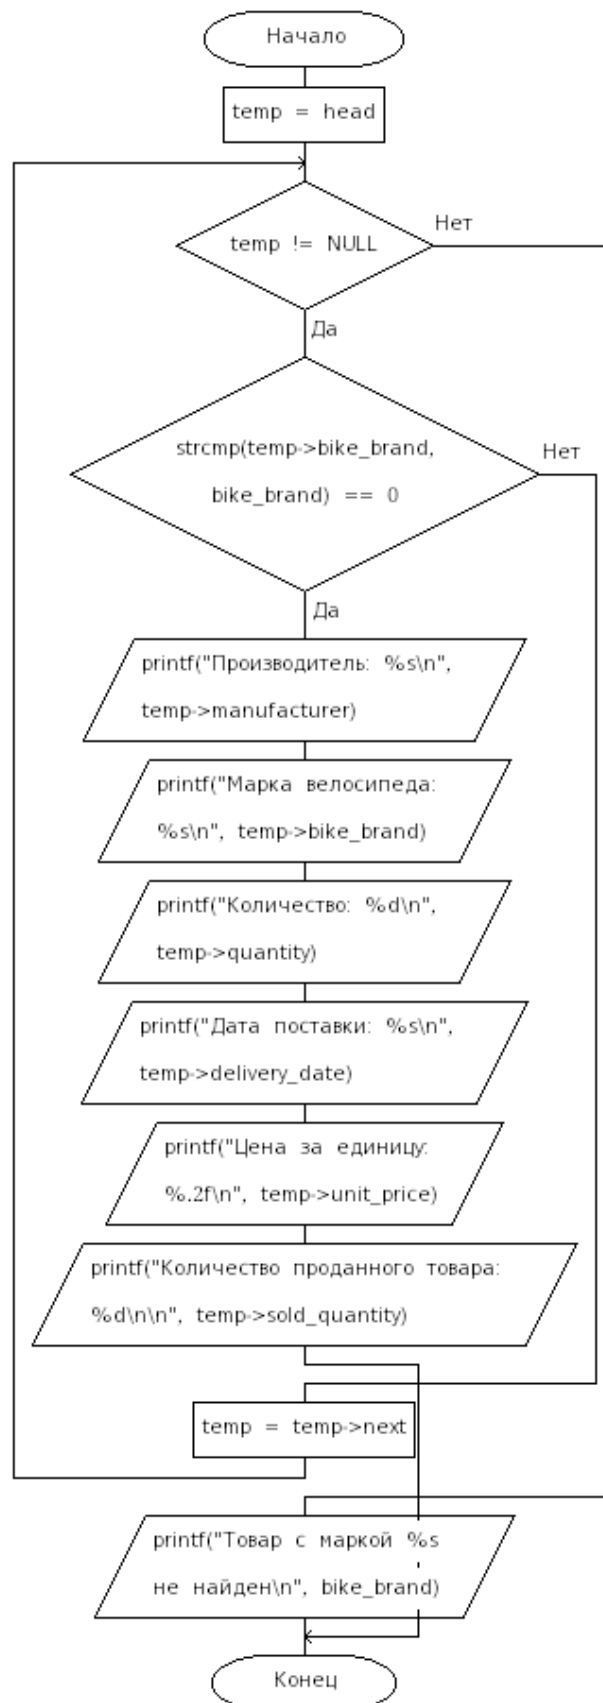 Начало
temp = head
temp != NULL
Нет
Да
strcmp(temp->bike_brand,
bike_brand) == 0
Нет
Да
printf("Производитель: %s\n",
temp->manufacturer)
printf("Марка велосипеда:
%s\n", temp->bike_brand)
printf("Количество: %d\n",
temp->quantity)
printf("Дата поставки: %s\n",
temp->delivery_date)
printf("Цена за единицу:
%.2f\n", temp->unit_price)
printf("Количество проданного товара:
%d\n\n", temp->sold_quantity)
temp = temp->next
printf("Товар с маркой %s
не найден\n", bike_brand)
Конец